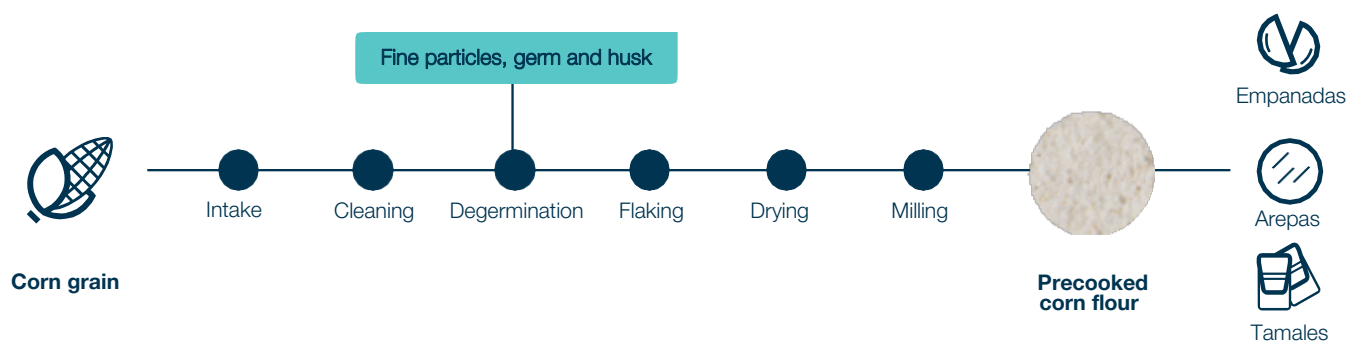 Fine particles, germ and husk
Empanadas
Intake
Cleaning
Degermination
Flaking
Drying
Milling
Arepas
Corn grain
Precooked
corn flour
Tamales